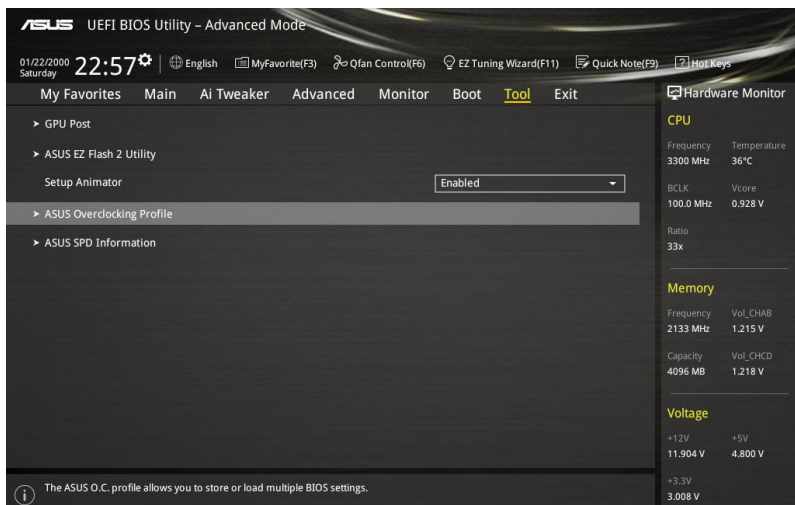 ASUS UEFI BIOS Utility – Advanced Mode
01/22/2000
Saturday
22:57
English
MyFavorite(F3)
Qfan Control(F6)
EZ Tuning Wizard(F11)
Quick Note(F9)
? Hot Keys
My Favorites Main Ai Tweaker Advanced Monitor Boot Tool Exit
> GPU Post
> ASUS EZ Flash 2 Utility
Setup Animator Enabled
> ASUS Overclocking Profile
> ASUS SPD Information
The ASUS O.C. profile allows you to store or load multiple BIOS settings.
Hardware Monitor
CPU
Frequency Temperature
3300 MHz 36°C
BCLK Vcore
100.0 MHz 0.928 V
Ratio
33x
Memory
Frequency Vol_CHAB
2133 MHz 1.215 V
Capacity Vol_CHCD
4096 MB 1.218 V
Voltage
+12V +5V
11.904 V 4.800 V
+3.3V
3.008 V